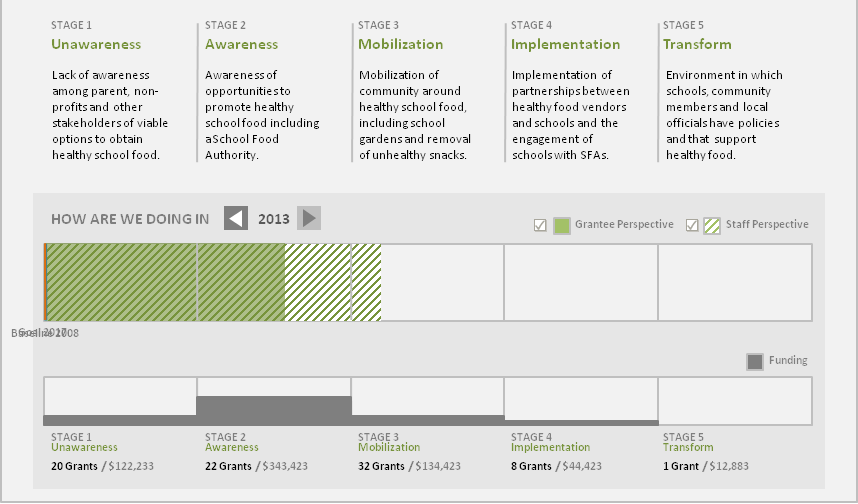 STAGE 1
Unawareness
Lack of awareness
among parent, non-
profits and other
stakeholders of viable
options to obtain
healthy school food.
STAGE 2
Awareness
Awareness of
opportunities to
promote healthy
school food including
a School Food
Authority.
STAGE 3
Mobilization
Mobilization of
community around
healthy school food,
including school
gardens and removal
of unhealthy snacks.
STAGE 4
Implementation
Implementation of
partnerships between
healthy food vendors
and schools and the
engagement of
schools with SFAs.
STAGE 5
Transform
Environment in which
schools, community
members and local
officials have policies
and that support
healthy food.
HOW ARE WE DOING IN 2013
Grantee Perspective
Staff Perspective
Baseline 2008
Funding
STAGE 1
Unawareness
20 Grants / $122,233
STAGE 2
Awareness
22 Grants / $343,423
STAGE 3
Mobilization
32 Grants / $134,423
STAGE 4
Implementation
8 Grants / $44,423
STAGE 5
Transform
1 Grant / $12,883